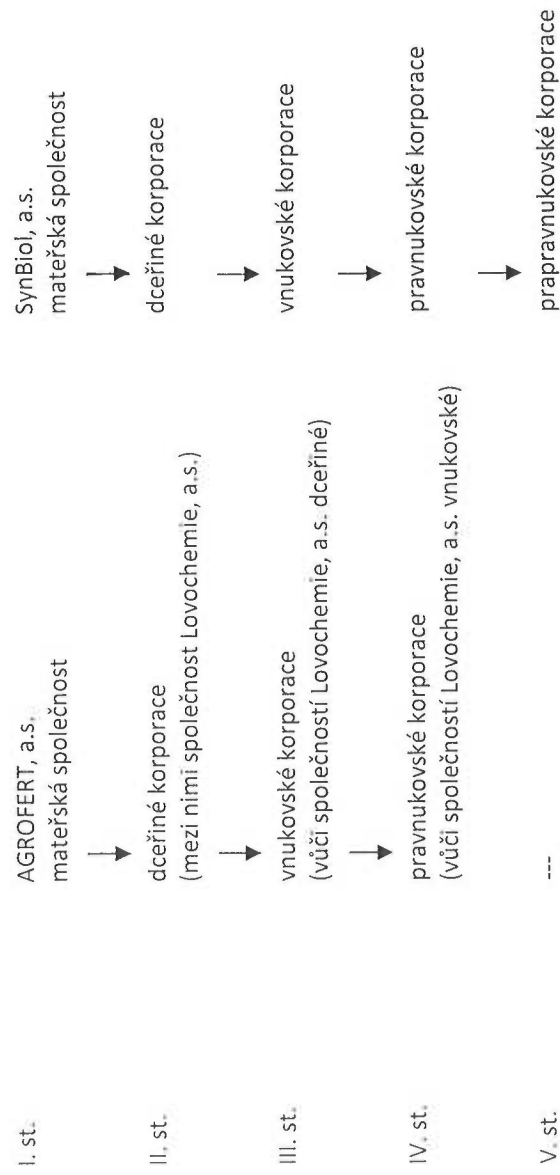 I. st.
AGROFERT, a.s.
mateřská společnost
SynBiol, a.s.
mateřská společnost
II. st.
dceřiné korporace
(mezi nimi společnost Lovochemie, a.s.)
dceřiné korporace
III. st.
vnukovské korporace
(vůči společností Lovochemie, a.s. dceřiné)
vnukovské korporace
IV. st.
pravnukovské korporace
(vůči společností Lovochemie, a.s. vnukovské)
pravnukovské korporace
V. st.
---
prapravnukovské korporace